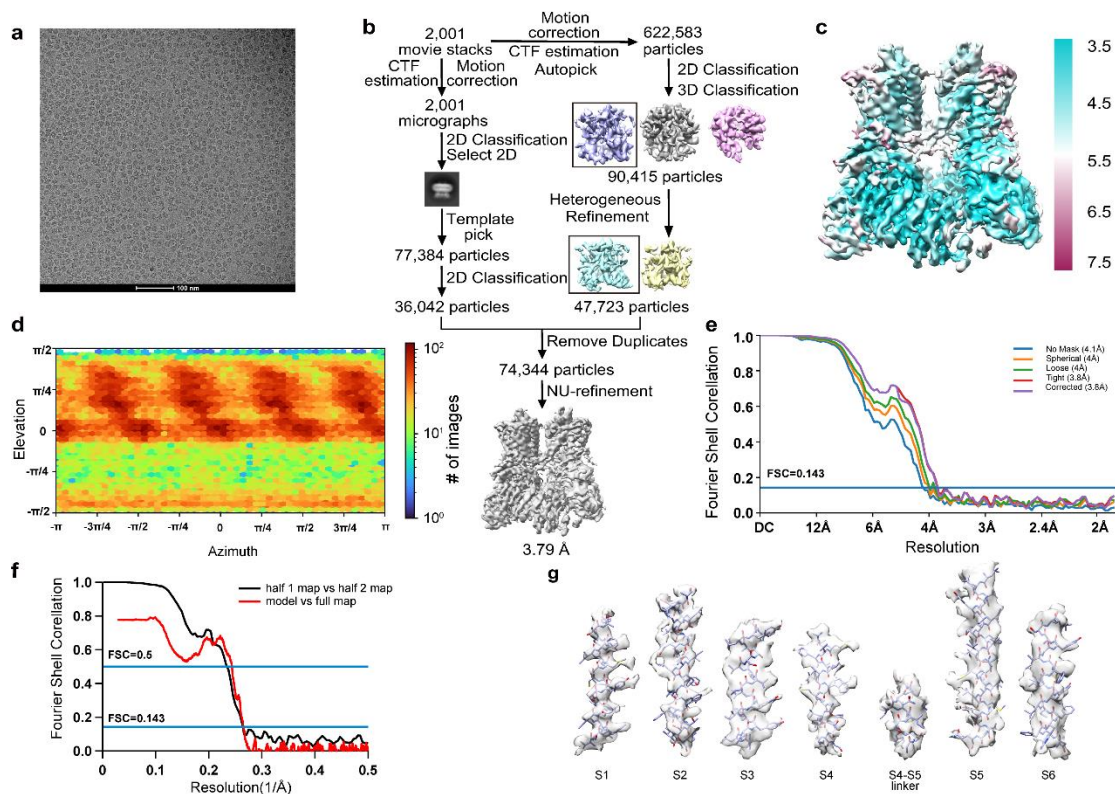 a
100 nm
b
2,001
movie stacks
Motion
correction
CTF estimation
Autopick
622,583
particles
CTF
estimation
Motion
correction
2,001
micrographs
2D Classification
Select 2D
Template
pick
77,384 particles
2D Classification
36,042 particles
2D Classification
3D Classification
90,415 particles
Heterogeneous
Refinement
47,723 particles
Remove Duplicates
74,344 particles
NU-refinement
3.79 Å
c
3.5
4.5
5.5
6.5
7.5
d
Elevation
π/2
π/4
0
-π/4
-π/2
-π
-3π/4
-π/2
-π/4
0
π/4
π/2
3π/4
π
Azimuth
# of images
10²
10¹
10⁰
e
Fourier Shell Corellation
1.0
0.8
0.6
0.4
0.2
0.0
FSC=0.143
No Mask (4.1Å)
Spherical (4Å)
Loose (4Å)
Tight (3.8Å)
Corrected (3.8Å)
DC
12Å
6Å
4Å
3Å
2.4Å
2Å
Resolution
f
Fourier Shell Corellation
1.0
0.8
0.6
0.4
0.2
0.0
half 1 map vs half 2 map
model vs full map
FSC=0.5
FSC=0.143
0
0.1
0.2
0.3
0.4
0.5
Resolution(1/Å)
g
S1
S2
S3
S4
S4-S5
linker
S5
S6